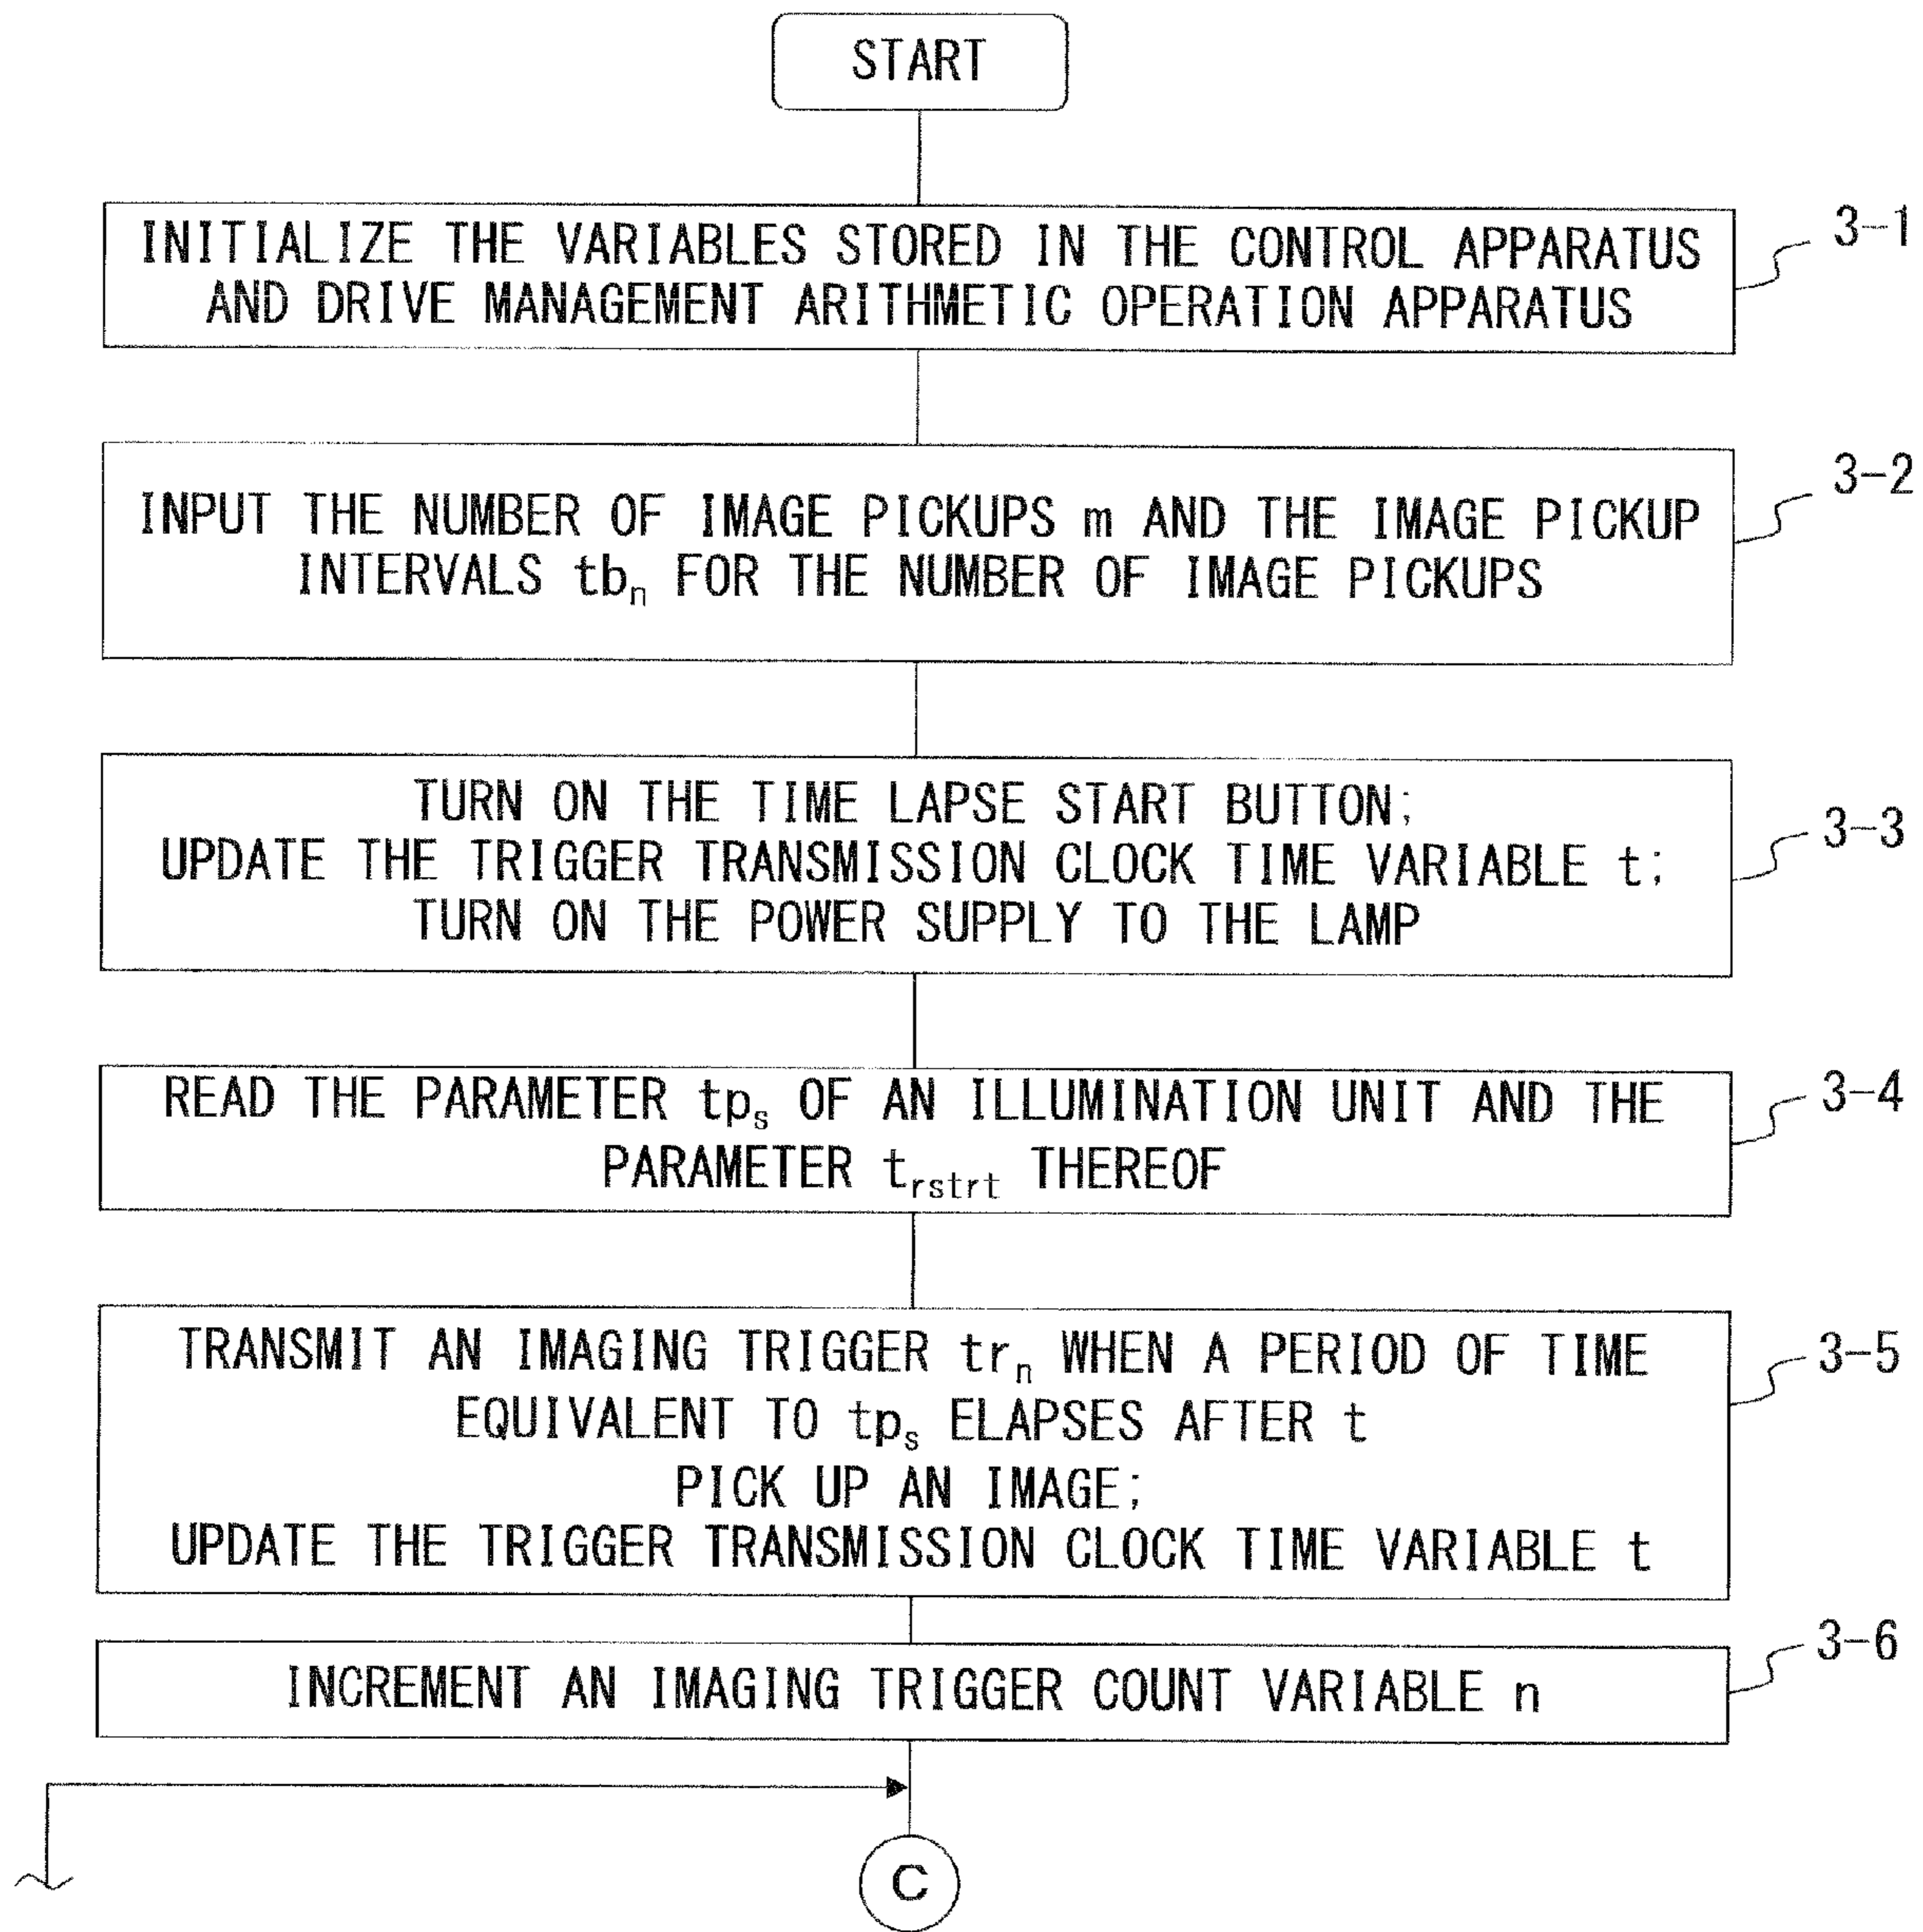 START
INITIALIZE THE VARIABLES STORED IN THE CONTROL APPARATUS
AND DRIVE MANAGEMENT ARITHMETIC OPERATION APPARATUS
3-1
INPUT THE NUMBER OF IMAGE PICKUPS m AND THE IMAGE PICKUP
INTERVALS tbn FOR THE NUMBER OF IMAGE PICKUPS
3-2
TURN ON THE TIME LAPSE START BUTTON;
UPDATE THE TRIGGER TRANSMISSION CLOCK TIME VARIABLE t;
TURN ON THE POWER SUPPLY TO THE LAMP
3-3
READ THE PARAMETER tps OF AN ILLUMINATION UNIT AND THE
PARAMETER trstrt THEREOF
3-4
TRANSMIT AN IMAGING TRIGGER trn WHEN A PERIOD OF TIME
EQUIVALENT TO tps ELAPSES AFTER t
PICK UP AN IMAGE;
UPDATE THE TRIGGER TRANSMISSION CLOCK TIME VARIABLE t
3-5
INCREMENT AN IMAGING TRIGGER COUNT VARIABLE n
3-6
C